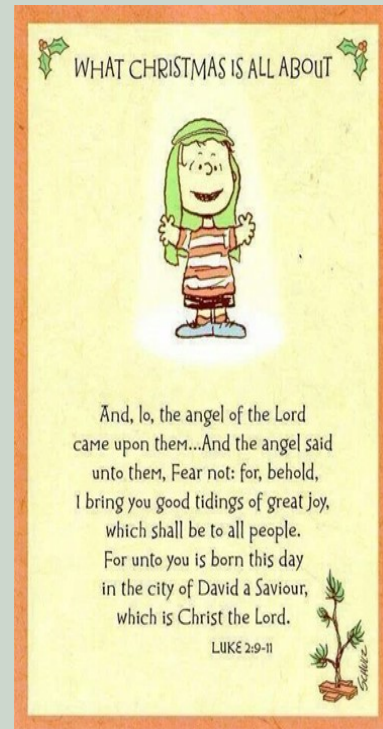 WHAT CHRISTMAS IS ALL ABOUT
And, lo, the angel of the Lord
came upon them...And the angel said
unto them, Fear not: for, behold,
I bring you good tidings of great joy,
which shall be to all people.
For unto you is born this day
in the city of David a Saviour,
which is Christ the Lord.
LUKE 2:9-11
SCHULZ